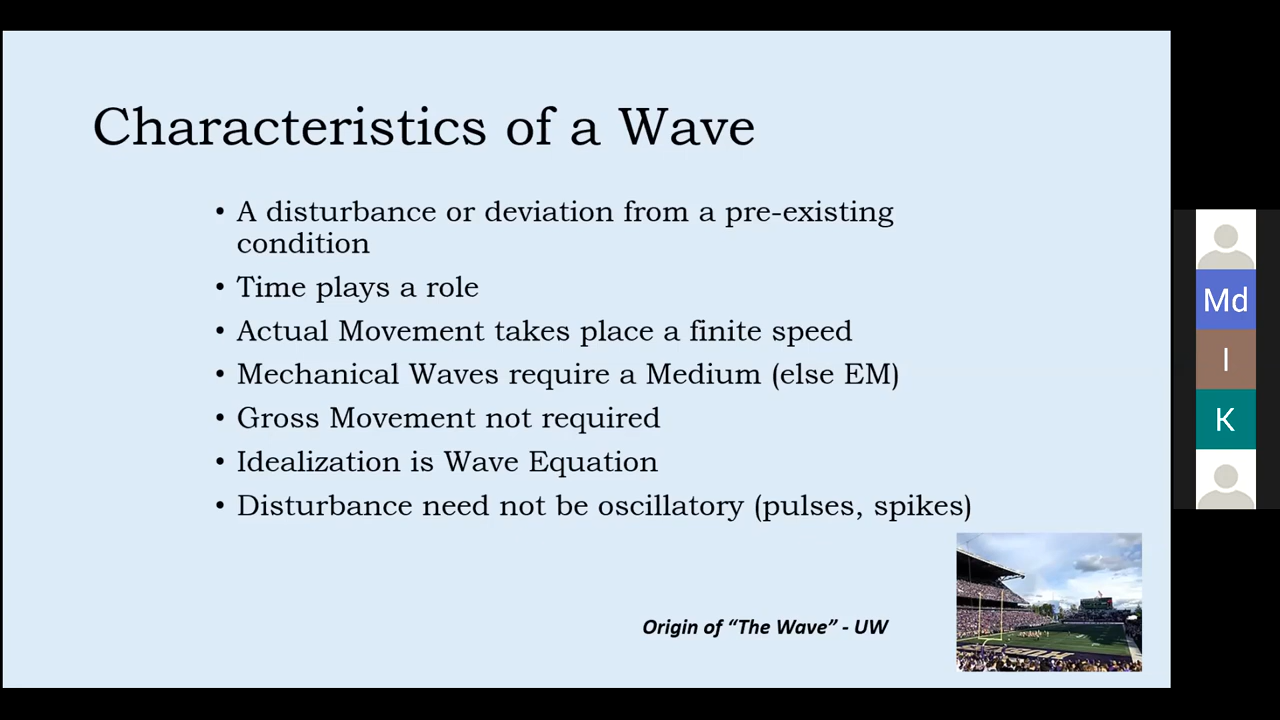 Characteristics of a Wave
• A disturbance or deviation from a pre-existing
condition
• Time plays a role
• Actual Movement takes place a finite speed
• Mechanical Waves require a Medium (else EM)
• Gross Movement not required
• Idealization is Wave Equation
• Disturbance need not be oscillatory (pulses, spikes)
Origin of “The Wave” - UW
Md
I
K